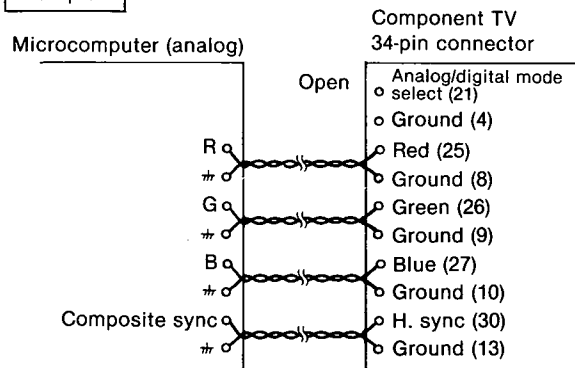 Component TV
Microcomputer (analog)
34-pin connector
Open
Analog/digital mode
select (21)
Ground (4)
R
Red (25)
Ground (8)
G
Green (26)
Ground (9)
B
Blue (27)
Ground (10)
Composite sync
H. sync (30)
Ground (13)